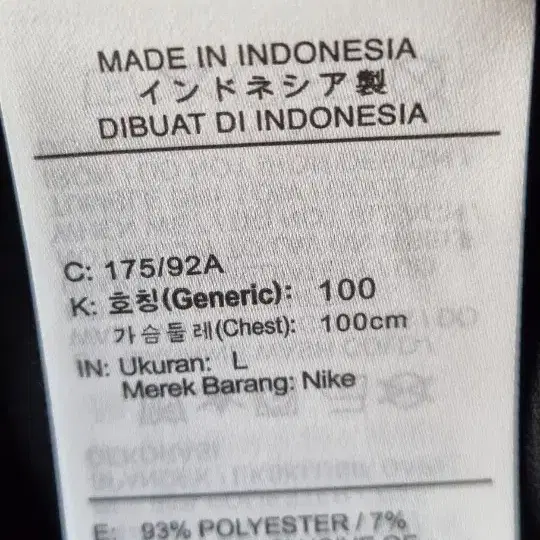 MADE IN INDONESIA
インドネシア製
DIBUAT DI INDONESIA
C: 175/92A
K: 호칭(Generic): 100
가슴둘레(Chest): 100cm
IN: Ukuran: L
Merek Barang: Nike
E: 93% POLYESTER / 7%